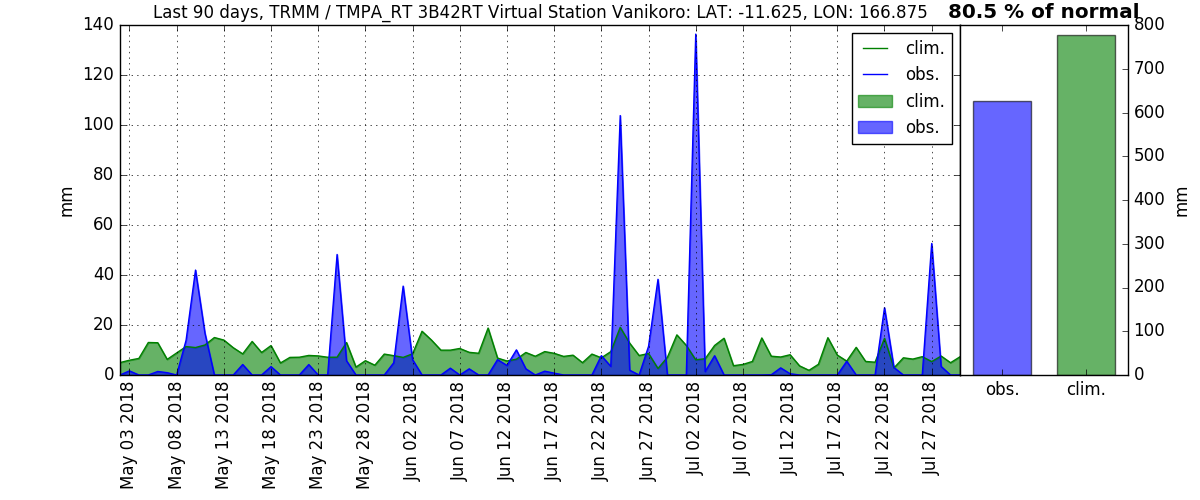 Last 90 days, TRMM / TMPA_RT 3B42RT Virtual Station Vanikoro: LAT: -11.625, LON: 166.875
80.5 % of normal
140
120
100
80
60
40
20
0
mm
clim.
obs.
clim.
obs.
May 03 2018
May 08 2018
May 13 2018
May 18 2018
May 23 2018
May 28 2018
Jun 02 2018
Jun 07 2018
Jun 12 2018
Jun 17 2018
Jun 22 2018
Jun 27 2018
Jul 02 2018
Jul 07 2018
Jul 12 2018
Jul 17 2018
Jul 22 2018
Jul 27 2018
800
700
600
500
400
300
200
100
0
mm
obs.
clim.